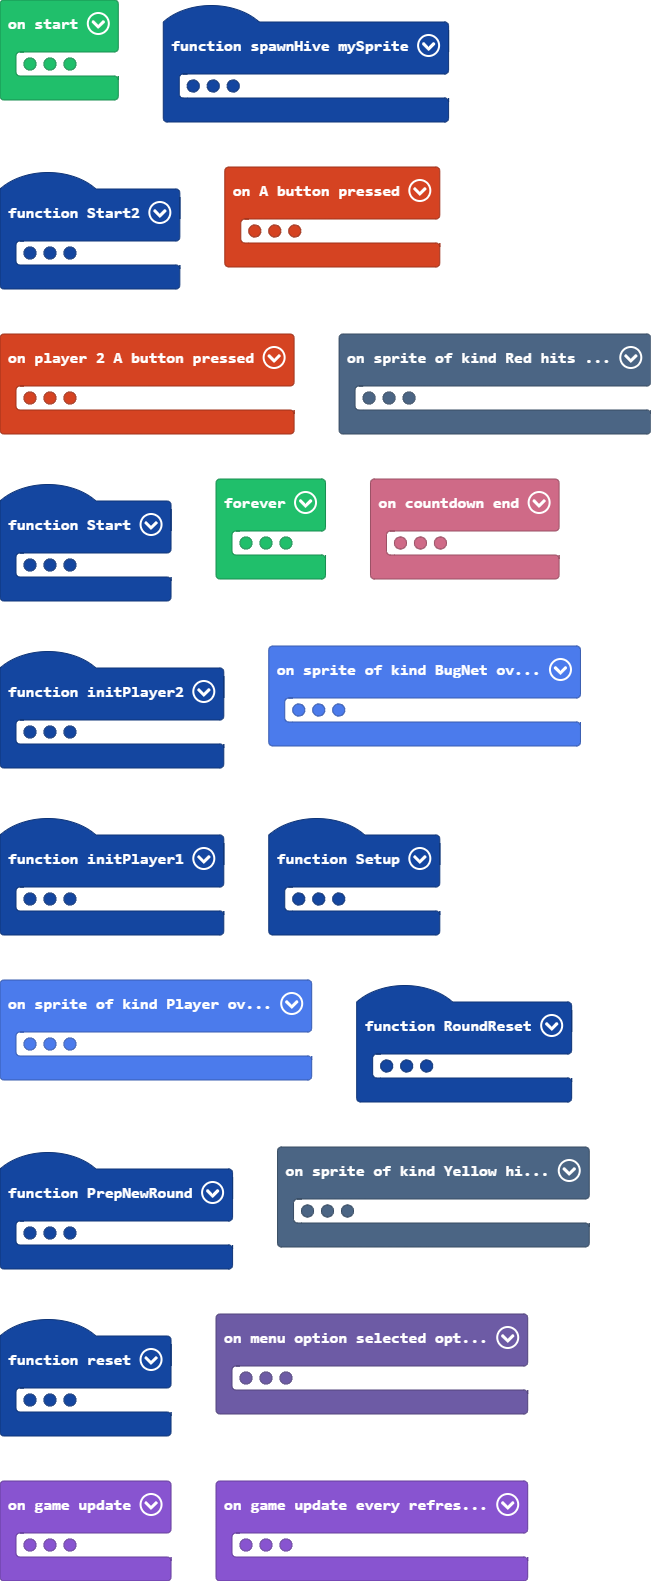 on start
function spawnHive mySprite
function Start2
on A button pressed
on player 2 A button pressed
on sprite of kind Red hits ...
function Start
forever
on countdown end
function initPlayer2
on sprite of kind BugNet ov...
function initPlayer1
function Setup
on sprite of kind Player ov...
function RoundReset
function PrepNewRound
on sprite of kind Yellow hi...
function reset
on menu option selected opt...
on game update
on game update every refres...